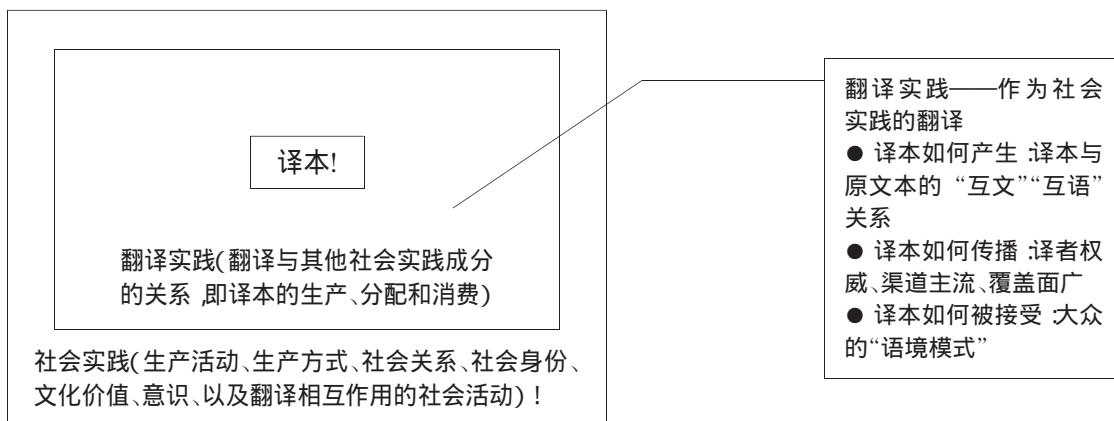 译本!
翻译实践(翻译与其他社会实践成分
的关系,即译本的生产、分配和消费)
社会实践(生产活动、生产方式、社会关系、社会身份、
文化价值、意识、以及翻译相互作用的社会活动)!
翻译实践——作为社会
实践的翻译
● 译本如何产生:译本与
原文本的“互文”“互语”
关系
● 译本如何传播:译者权
威、渠道主流、覆盖面广
● 译本如何被接受:大众
的“语境模式”